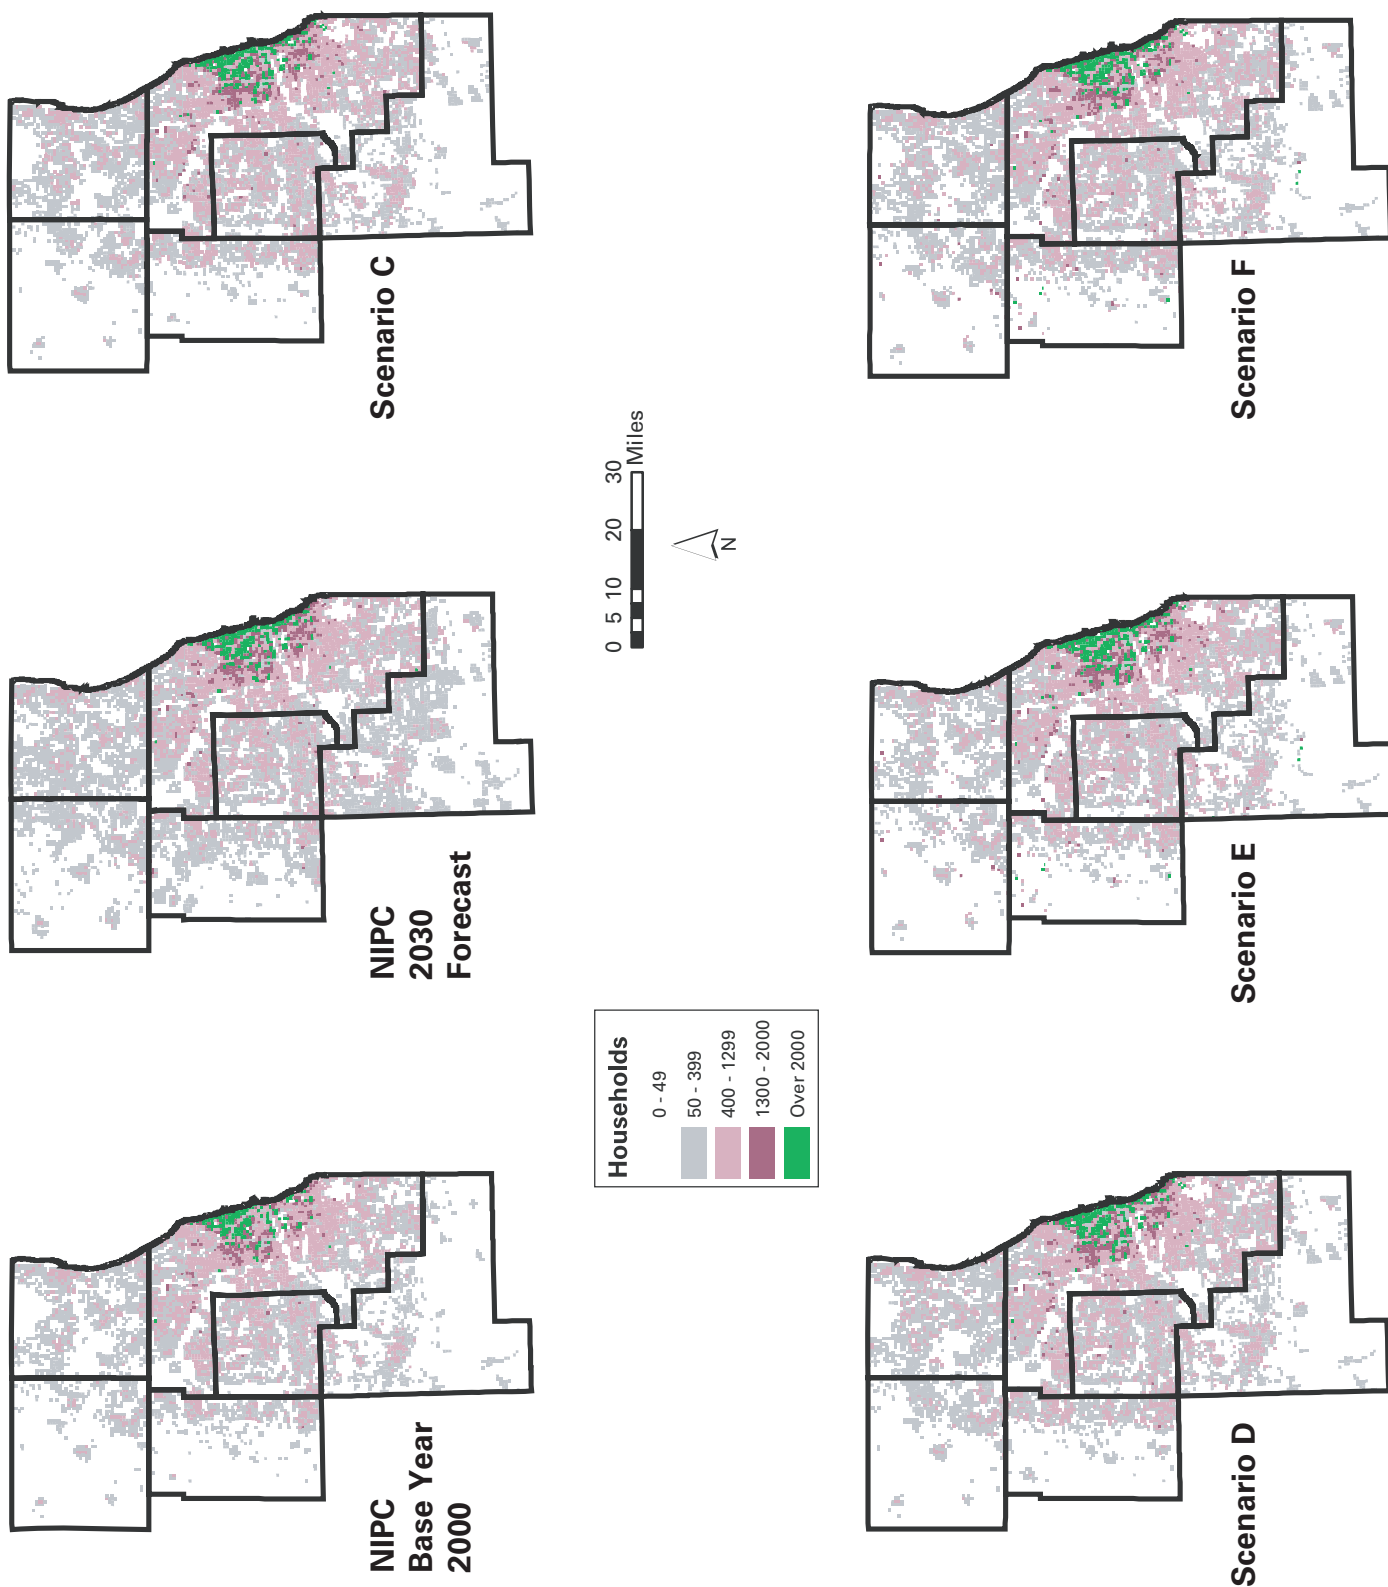 NIPC
Base Year
2000
NIPC
2030
Forecast
Scenario C
Households
0 - 49
50 - 399
400 - 1299
1300 - 2000
Over 2000
0 5 10 20 30
Miles
N
Scenario D
Scenario E
Scenario F